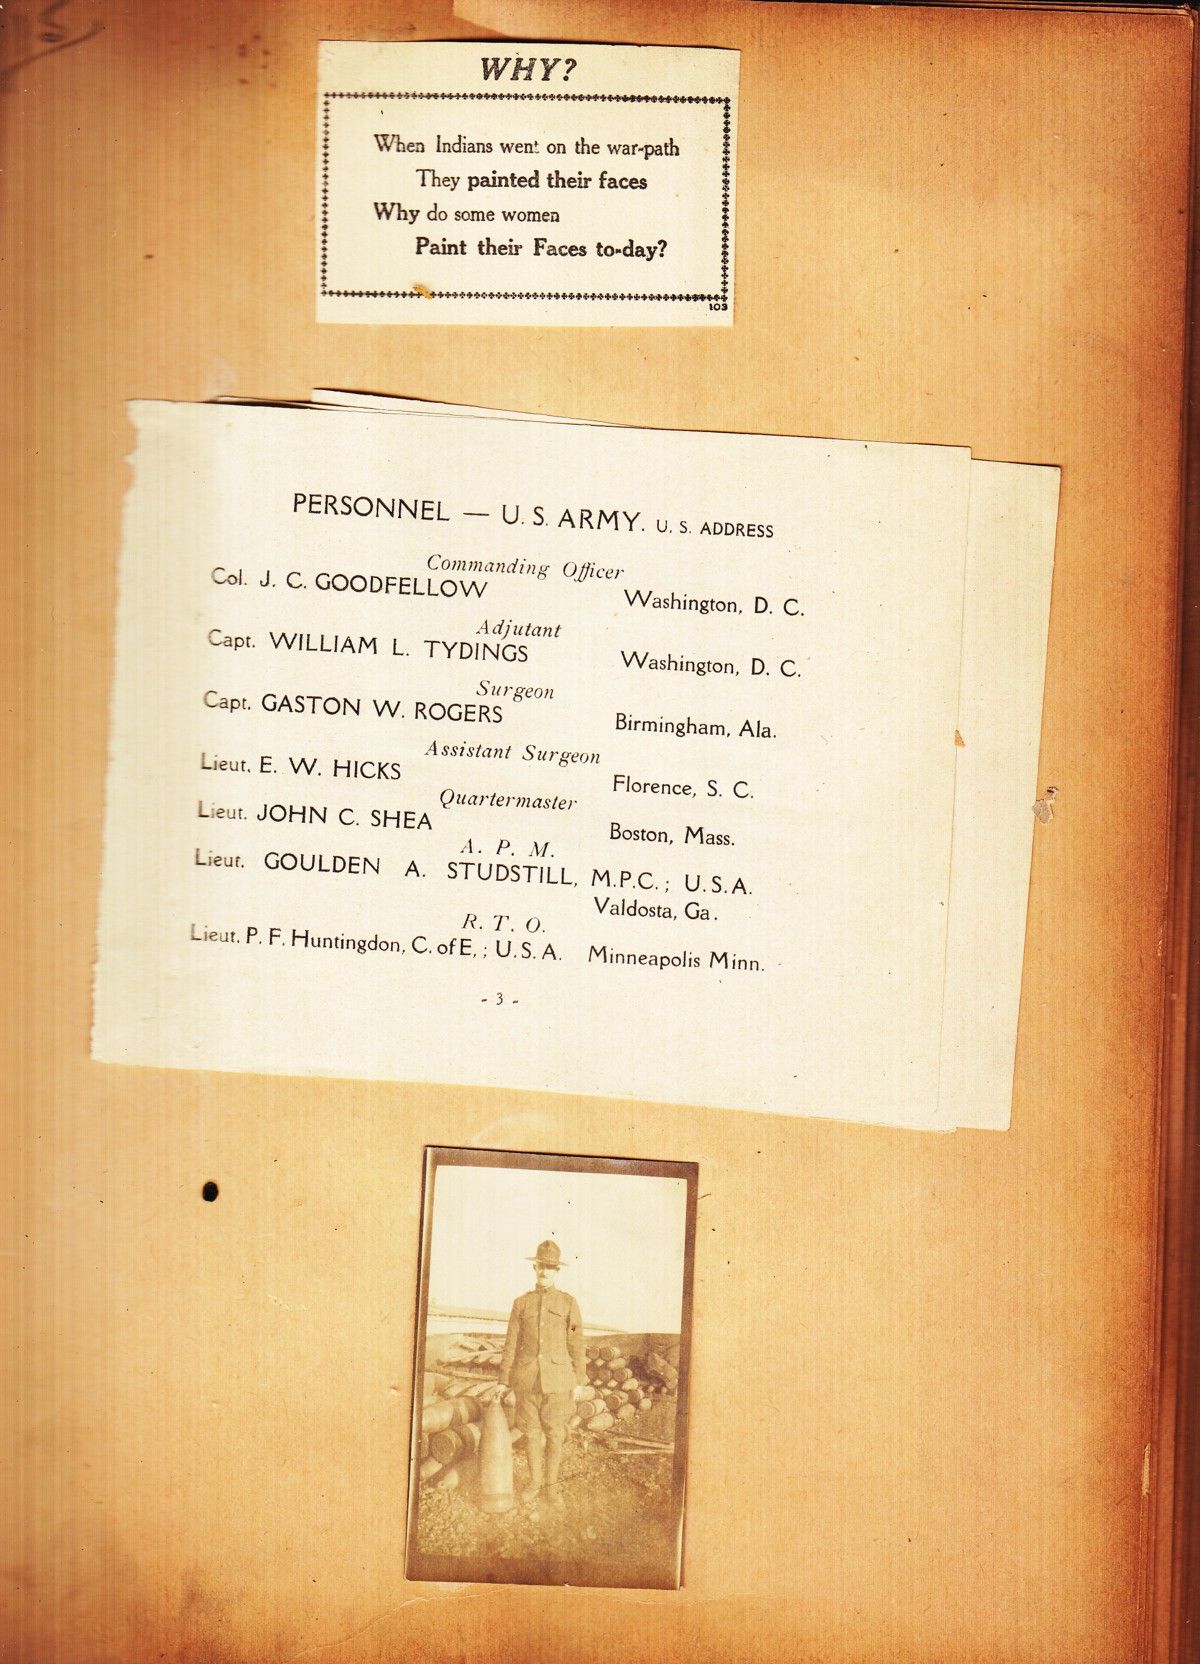 WHY?
When Indians went on the war-path
They painted their faces
Why do some women
Paint their Faces to-day?
103
PERSONNEL — U. S. ARMY. U. S. ADDRESS
Commanding Officer
Col. J. C. GOODFELLOW Washington, D. C.
Adjutant
Capt. WILLIAM L. TYDINGS Washington, D. C.
Surgeon
Capt. GASTON W. ROGERS Birmingham, Ala.
Assistant Surgeon
Lieut. E. W. HICKS Florence, S. C.
Quartermaster
Lieut. JOHN C. SHEA Boston, Mass.
A. P. M.
Lieut. GOULDEN A. STUDSTILL, M.P.C.; U.S.A.
Valdosta, Ga.
R. T. O.
Lieut. P. F. Huntingdon, C. of E,; U.S.A. Minneapolis Minn.
- 3 -